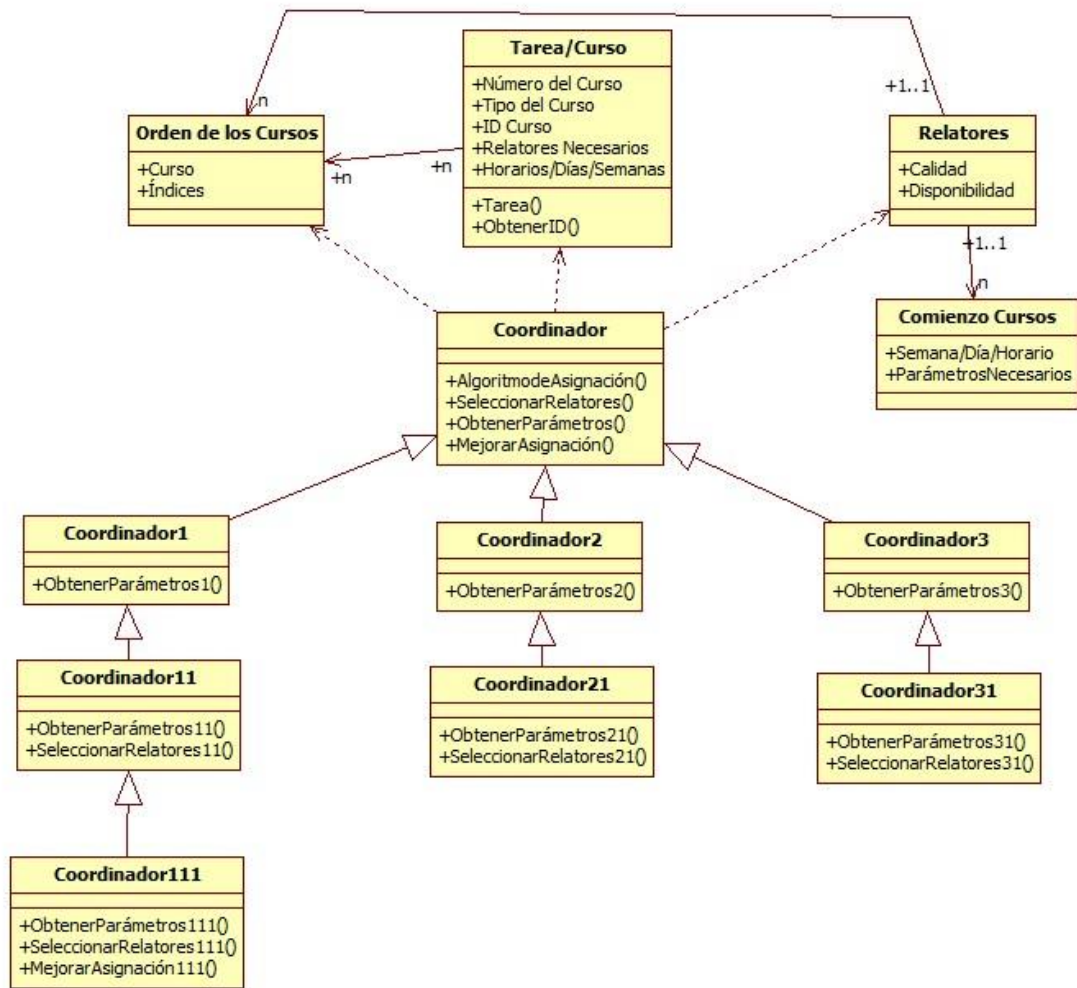 Tarea/Curso
+Número del Curso
+Tipo del Curso
+ID Curso
+Relatores Necesarios
+Horarios/Días/Semanas
+Tarea()
+ObtenerID()
+1..1
n
Orden de los Cursos
+Curso
+Índices
+n
+n
Relatores
+Calidad
+Disponibilidad
+1..1
n
Comienzo Cursos
+Semana/Día/Horario
+ParámetrosNecesarios
Coordinador
+AlgoritmodeAsignación()
+SeleccionarRelatores()
+ObtenerParámetros()
+MejorarAsignación()
Coordinador1
+ObtenerParámetros1()
Coordinador2
+ObtenerParámetros2()
Coordinador3
+ObtenerParámetros3()
Coordinador11
+ObtenerParámetros11()
+SeleccionarRelatores11()
Coordinador21
+ObtenerParámetros21()
+SeleccionarRelatores21()
Coordinador31
+ObtenerParámetros31()
+SeleccionarRelatores31()
Coordinador111
+ObtenerParámetros111()
+SeleccionarRelatores111()
+MejorarAsignación111()